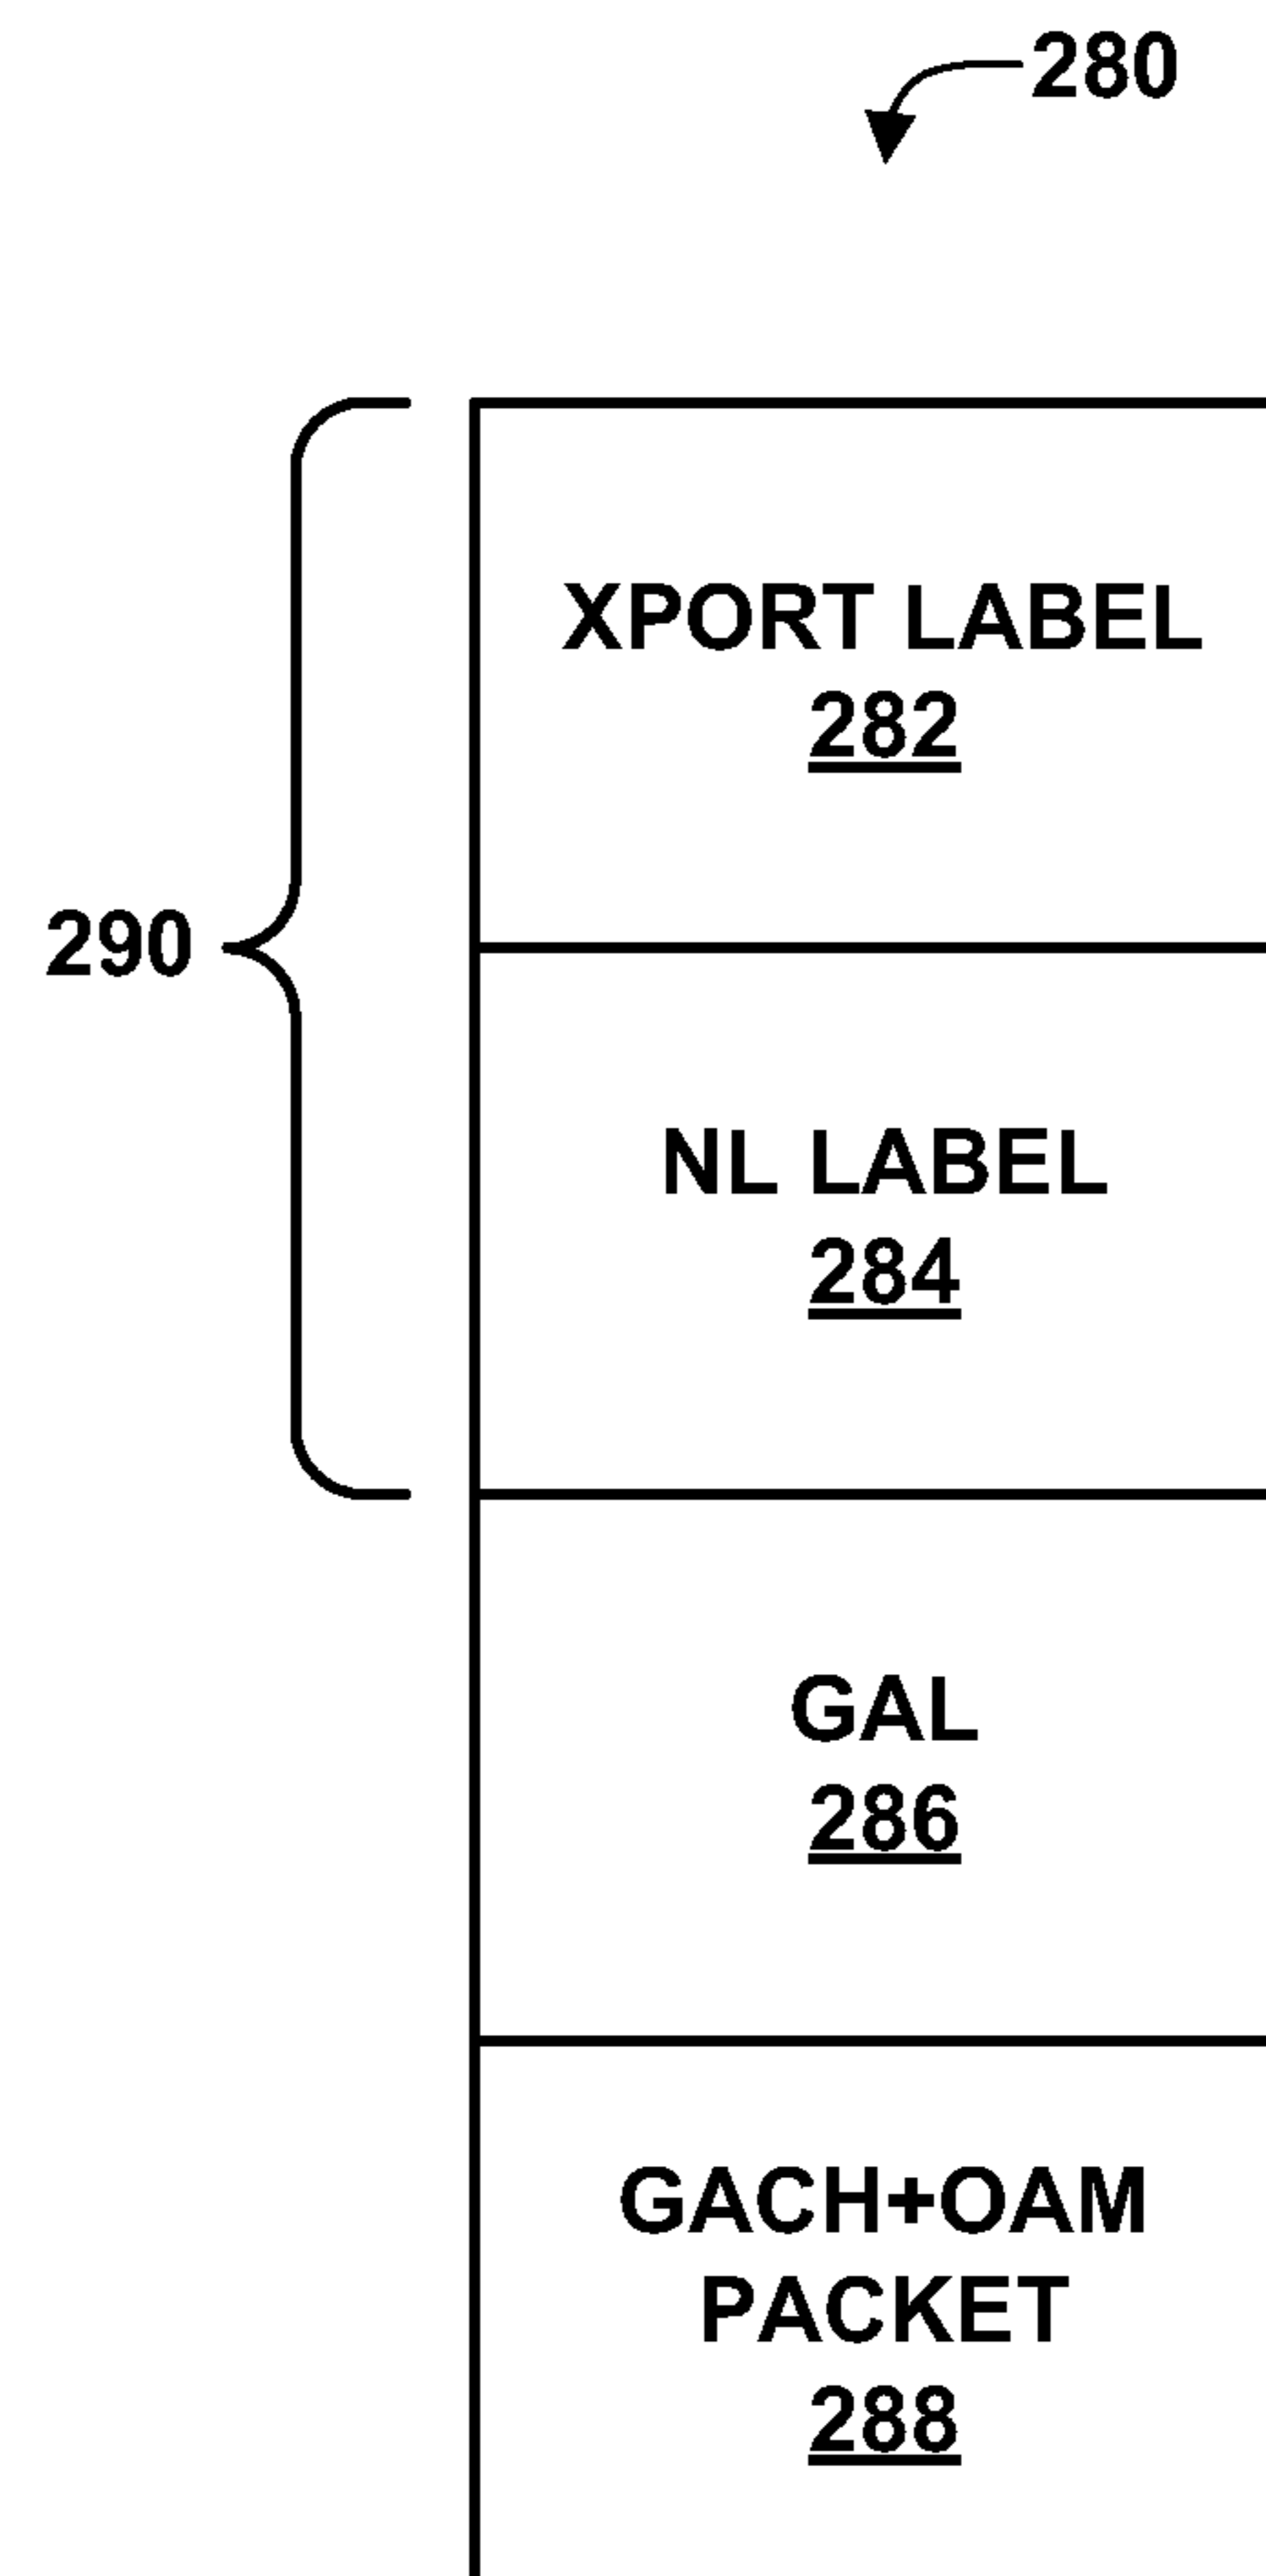 280
XPORT LABEL
282
290
NL LABEL
284
GAL
286
GACH+OAM
PACKET
288